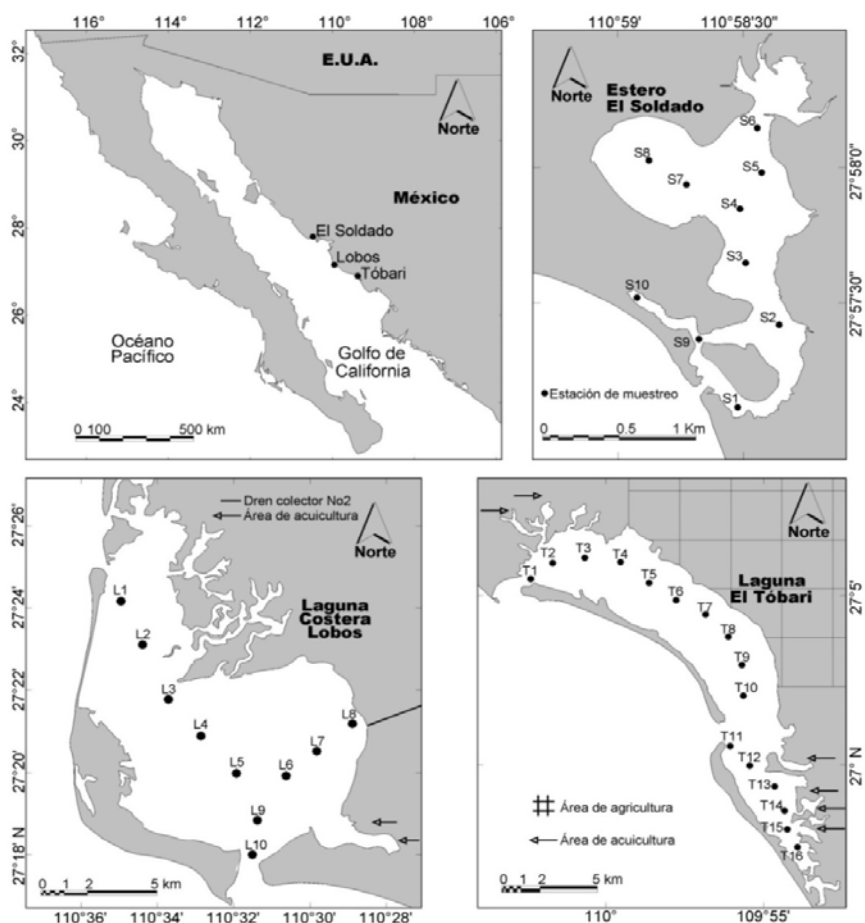 116°
114°
112°
110°
108°
106°
32°
30°
28°
26°
24°
E.U.A.
Norte
México
El Soldado
Lobos
Tóbari
Océano
Pacífico
Golfo de
California
0 100 500 km
110°59'
110°58'30"
Norte
Estero
El Soldado
S6
S8
S5
S7
S4
S3
S10
S2
S9
S1
27°58'0"
27°57'30"
Estación de muestreo
0 0.5 1 Km
27°26'
27°24'
27°22'
27°20'
27°18' N
Dren colector No2
Área de acuicultura
Norte
Laguna
Costera
Lobos
L1
L2
L3
L4
L8
L7
L5
L6
L9
L10
0 1 2 5 km
110°36'
110°34'
110°32'
110°30'
110°28'
Norte
T1
T2
T3
T4
T5
T6
T7
T8
T9
T10
T11
T12
T13
T14
T15
T16
Laguna
El Tóbari
27°5'
27° N
Área de agricultura
Área de acuicultura
0 1 2 5 km
110°
109°55'